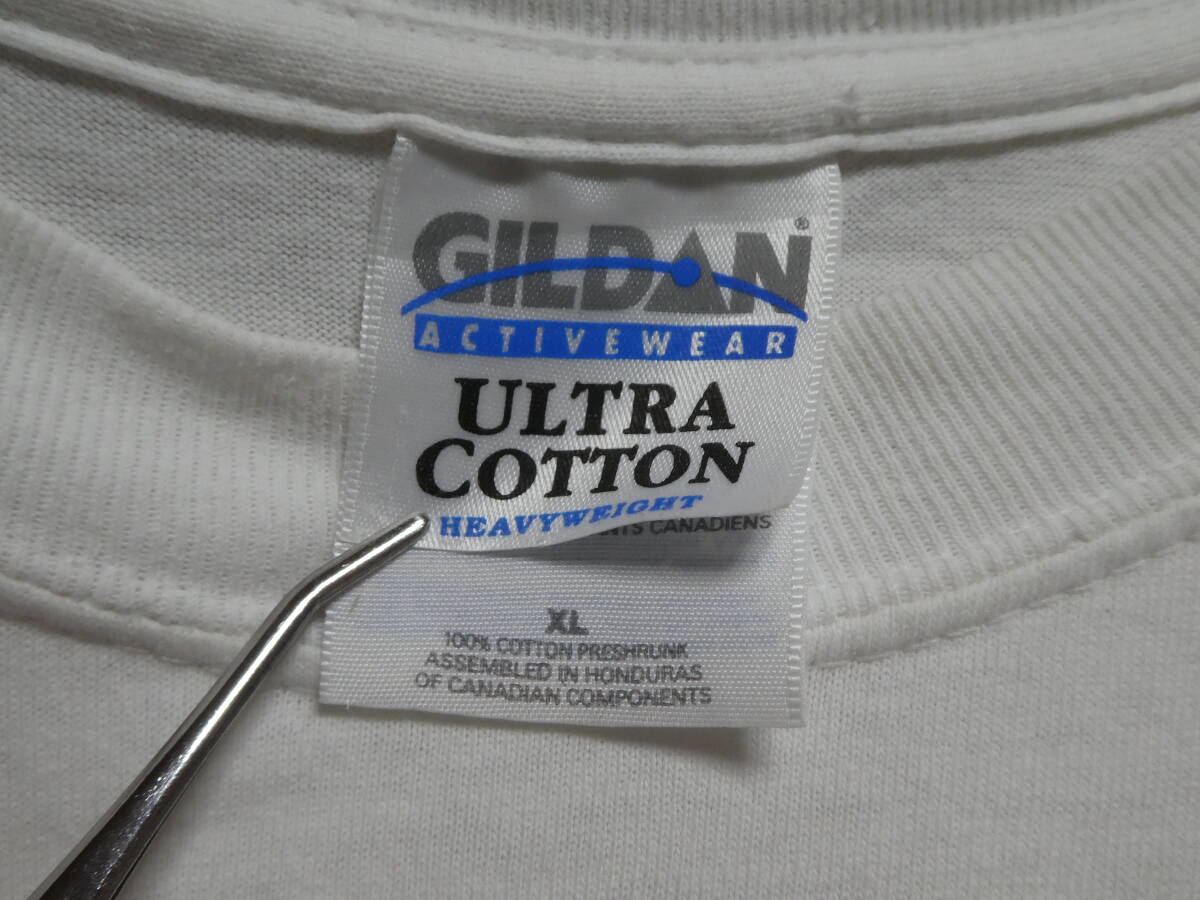 GILDAN®
ACTIVEWEAR
ULTRA
COTTON
HEAVYWEIGHT
CANADIENS
XL
100% COTTON PRESHRUNK
ASSEMBLED IN HONDURAS
OF CANADIAN COMPONENTS